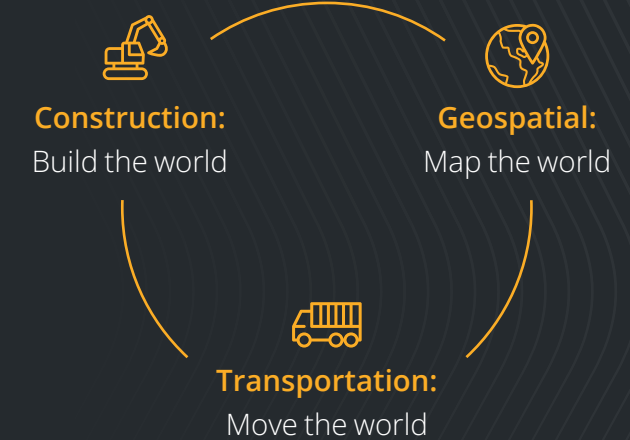 Construction:
Build the world
Geospatial:
Map the world
Transportation:
Move the world